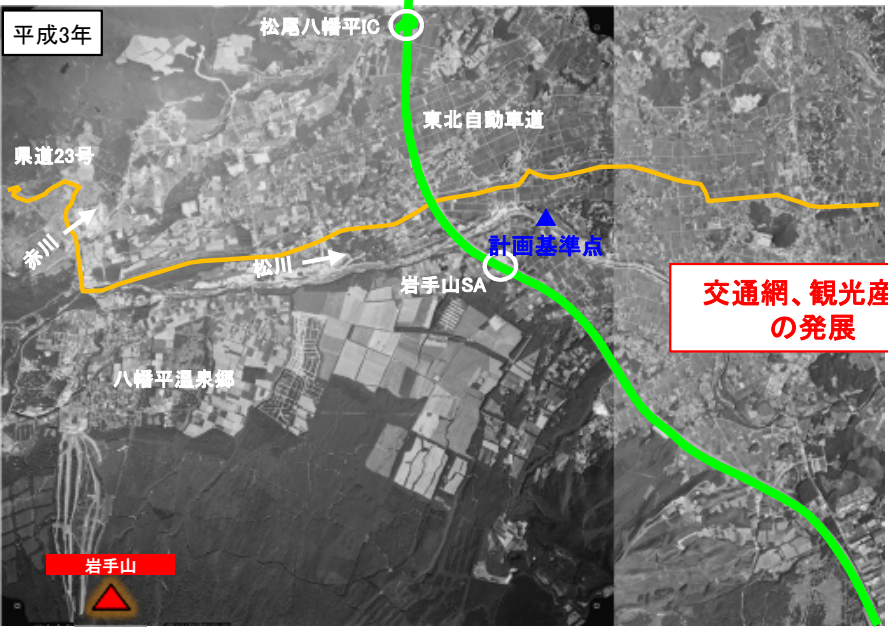 平成3年
松尾八幡平IC
東北自動車道
県道23号
赤川
松川
計画基準点
岩手山SA
交通網、観光産
の発展
八幡平温泉郷
岩手山